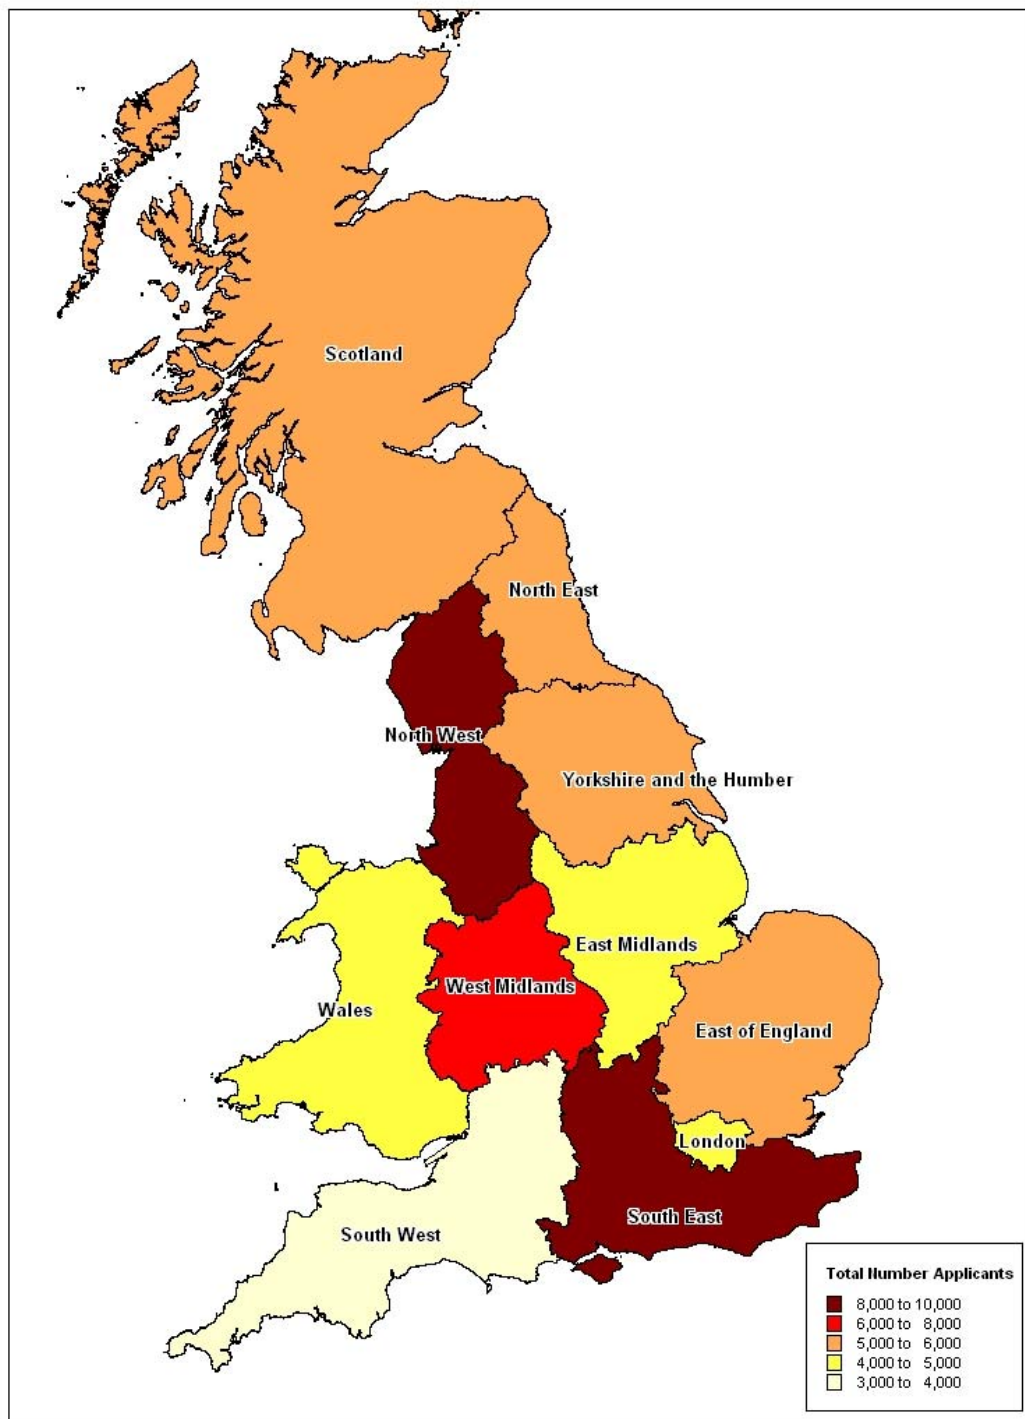 Scotland
North East
North West
Yorkshire and the Humber
East Midlands
West Midlands
Wales
East of England
London
South East
South West
Total Number Applicants
8,000 to 10,000
6,000 to 8,000
5,000 to 6,000
4,000 to 5,000
3,000 to 4,000